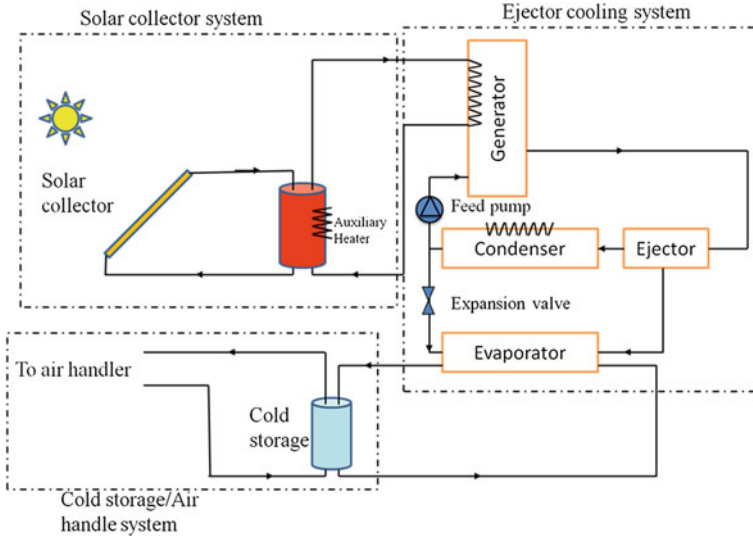 Solar collector system
Ejector cooling system
Generator
Solar
collector
Auxiliary
Heater
Feed pump
Condenser
Ejector
Expansion valve
Evaporator
To air handler
Cold
storage
Cold storage/Air
handle system